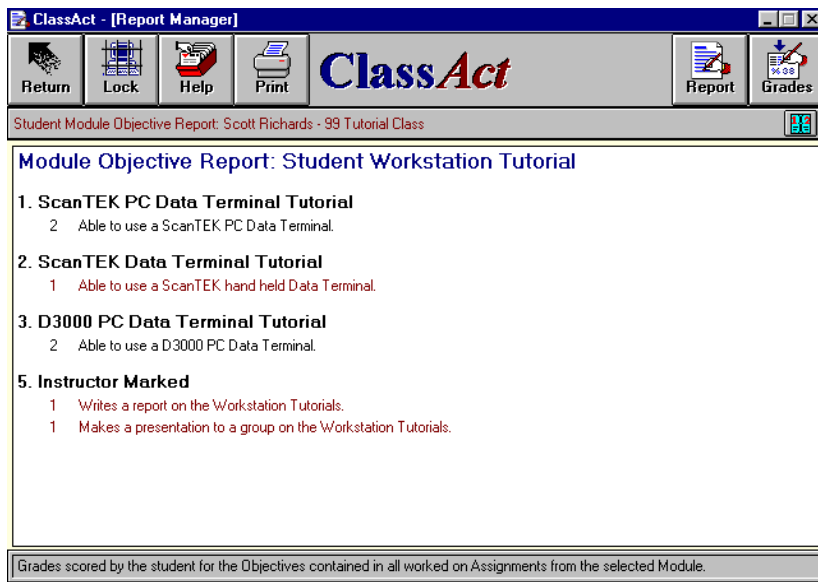 ClassAct - [Report Manager]
Return Lock Help Print ClassAct Report Grades
Student Module Objective Report: Scott Richards - 99 Tutorial Class
Module Objective Report: Student Workstation Tutorial
1. ScanTEK PC Data Terminal Tutorial
2 Able to use a ScanTEK PC Data Terminal.
2. ScanTEK Data Terminal Tutorial
1 Able to use a ScanTEK hand held Data Terminal.
3. D3000 PC Data Terminal Tutorial
2 Able to use a D3000 PC Data Terminal.
5. Instructor Marked
1 Writes a report on the Workstation Tutorials.
1 Makes a presentation to a group on the Workstation Tutorials.
Grades scored by the student for the Objectives contained in all worked on Assignments from the selected Module.